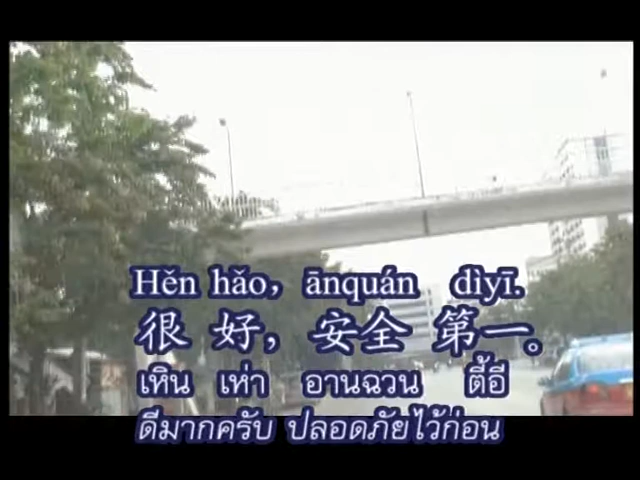 Hěn hǎo, ānquán dìyī.
很 好, 安全 第一。
เหิน เห่า อานฉวน ตี้อี
ดีมากครับ ปลอดภัยไว้ก่อน